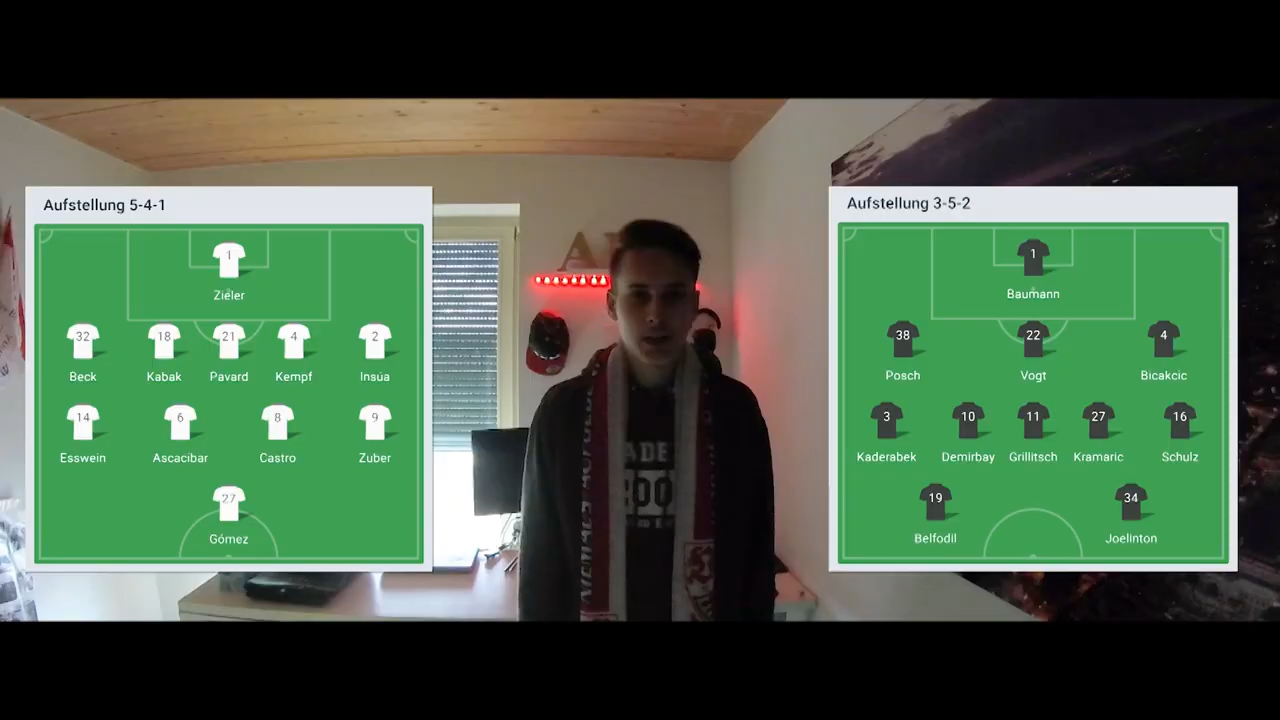 Aufstellung 5-4-1
1
Zieler
32 18 21 4 2
Beck Kabak Pavard Kempf Insúa
14 6 8 9
Esswein Ascacibar Castro Zuber
27
Gómez
A
ADE
Aufstellung 3-5-2
1
Baumann
38 22 4
Posch Vogt Bicakcic
3 10 11 27 16
Kaderabek Demirbay Grillitsch Kramaric Schulz
19 34
Belfodil Joelinton